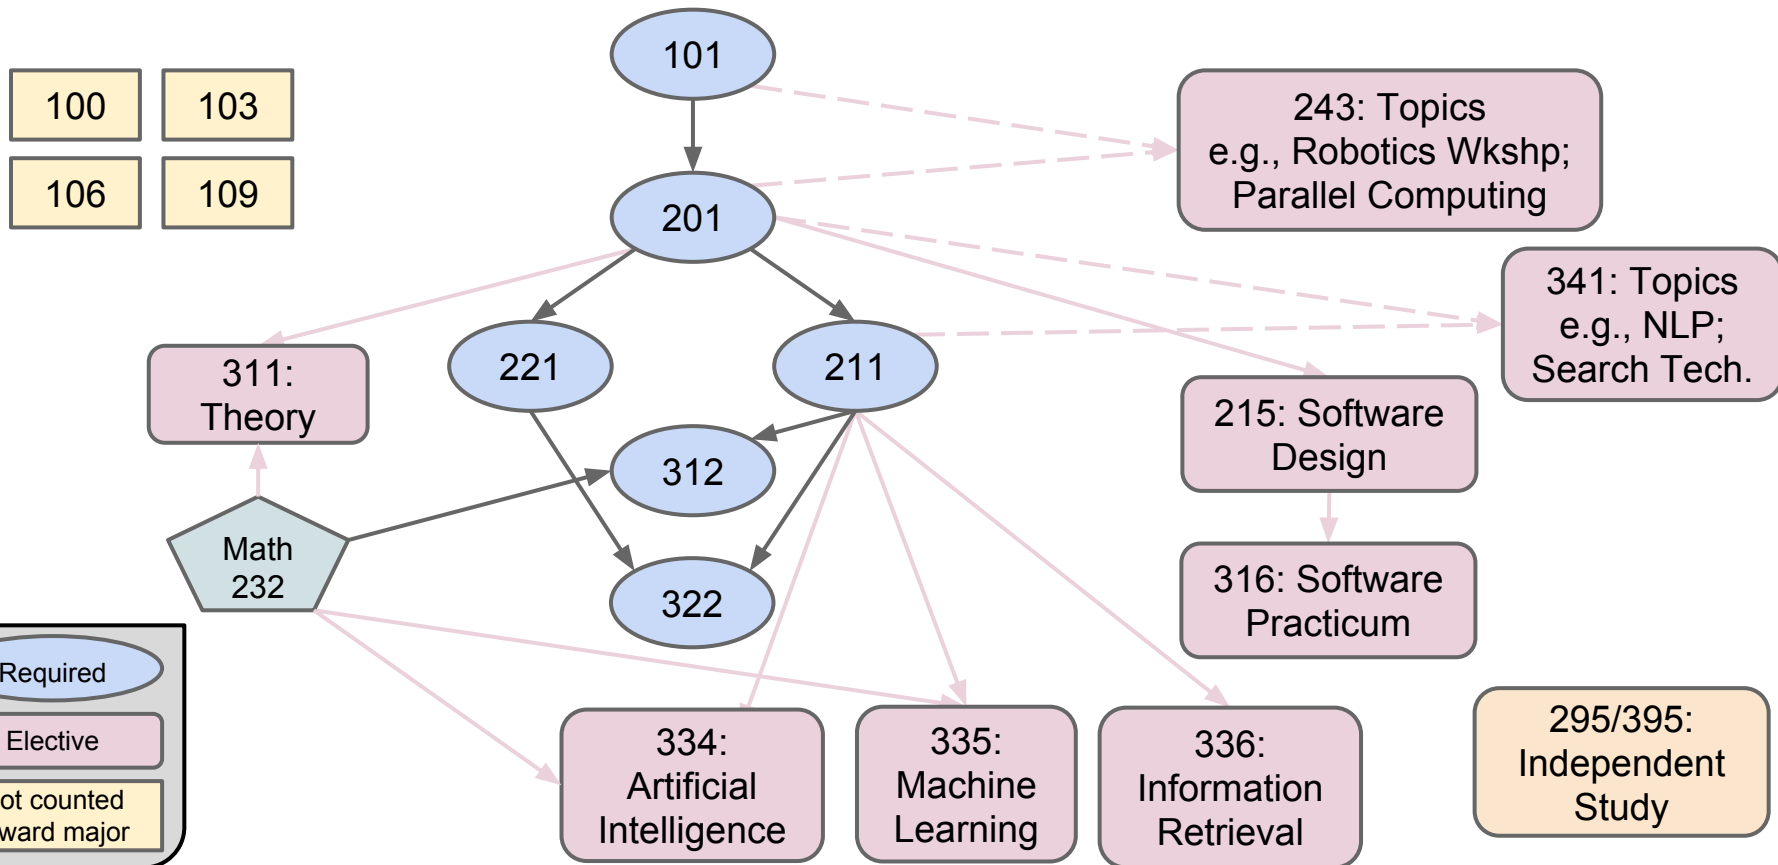 101
100
103
106
109
243: Topics
e.g., Robotics Wkshp;
Parallel Computing
201
341: Topics
e.g., NLP;
Search Tech.
311:
Theory
221
211
215: Software
Design
312
Math
232
316: Software
Practicum
322
Required
Elective
ot counted
ward major
334:
Artificial
Intelligence
335:
Machine
Learning
336:
Information
Retrieval
295/395:
Independent
Study